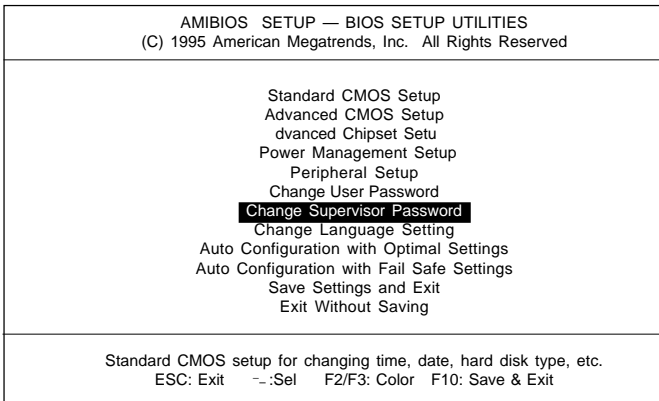 AMIBIOS SETUP — BIOS SETUP UTILITIES
(C) 1995 American Megatrends, Inc. All Rights Reserved
Standard CMOS Setup
Advanced CMOS Setup
dvanced Chipset Setu
Power Management Setup
Peripheral Setup
Change User Password
Change Supervisor Password
Change Language Setting
Auto Configuration with Optimal Settings
Auto Configuration with Fail Safe Settings
Save Settings and Exit
Exit Without Saving
Standard CMOS setup for changing time, date, hard disk type, etc.
ESC: Exit ¯_ :Sel F2/F3: Color F10: Save & Exit